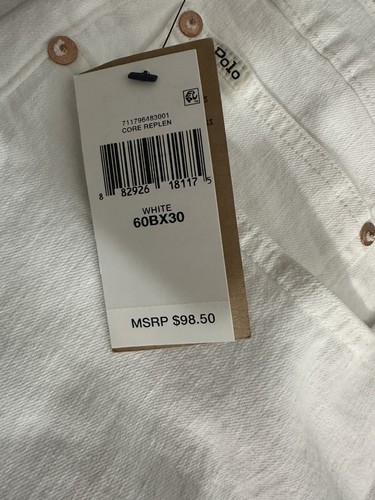 Polo
711796483001
CORE REPLEN
8 82926 18117 5
WHITE
60BX30
MSRP $98.50